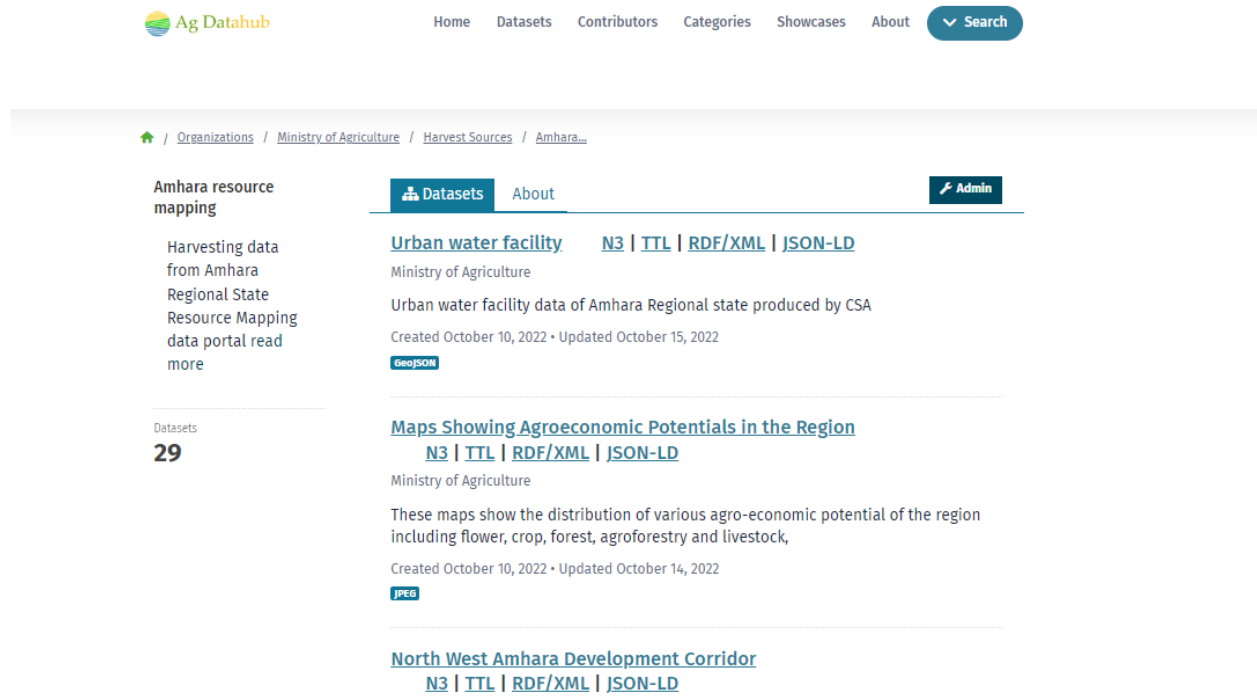 Ag Datahub
Home Datasets Contributors Categories Showcases About Search
/ Organizations / Ministry of Agriculture / Harvest Sources / Amhara...
Amhara resource
mapping
Harvesting data
from Amhara
Regional State
Resource Mapping
data portal read
more
Datasets
29
Datasets About Admin
Urban water facility N3 | TTL | RDF/XML | JSON-LD
Ministry of Agriculture
Urban water facility data of Amhara Regional state produced by CSA
Created October 10, 2022 • Updated October 15, 2022
GeoJSON
Maps Showing Agroeconomic Potentials in the Region
N3 | TTL | RDF/XML | JSON-LD
Ministry of Agriculture
These maps show the distribution of various agro-economic potential of the region
including flower, crop, forest, agroforestry and livestock,
Created October 10, 2022 • Updated October 14, 2022
JPEG
North West Amhara Development Corridor
N3 | TTL | RDF/XML | JSON-LD